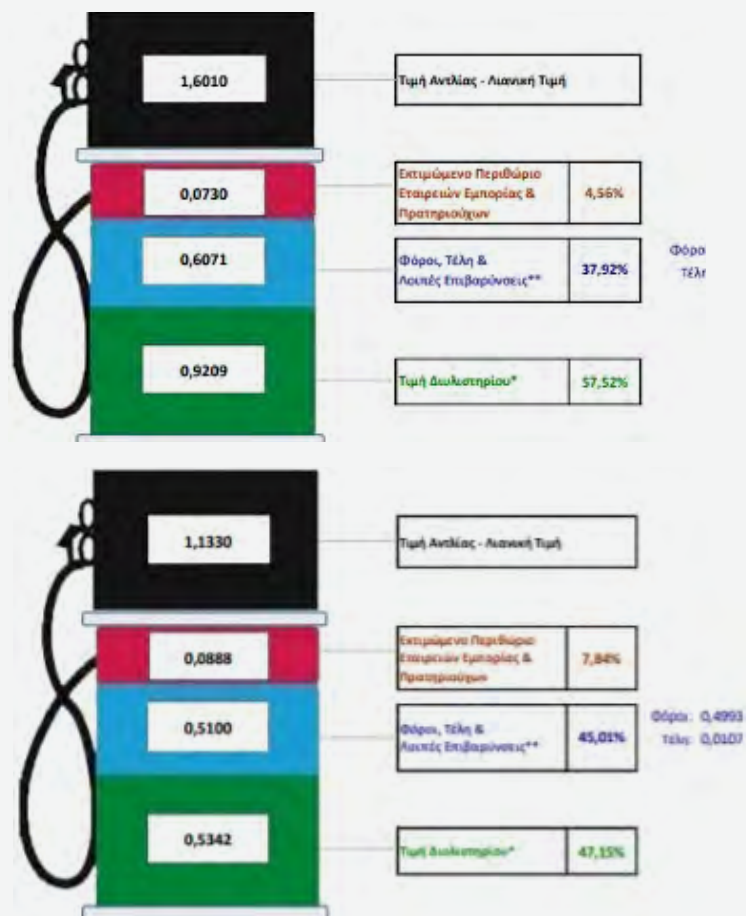 1,6010
Τιμή Αντλίας - Λιανική Τιμή
0,0730
Εκτιμώμενο Περιθώριο
Εταιρειών Εμπορίας &
Πρατηριούχων
4,56%
0,6071
Φόροι, Τέλη &
Λοιπές Επιβαρύνσεις**
37,92%
Φόρο
Τέλη
0,9209
Τιμή Διυλιστηρίου*
57,52%
1,1330
Τιμή Αντλίας - Λιανική Τιμή
0,0888
Εκτιμώμενο Περιθώριο
Εταιρειών Εμπορίας &
Πρατηριούχων
7,84%
0,5100
Φόροι, Τέλη &
Λοιπές Επιβαρύνσεις**
45,01%
Φόροι: 0,4993
Τέλη: 0,0107
0,5342
Τιμή Διυλιστηρίου*
47,15%